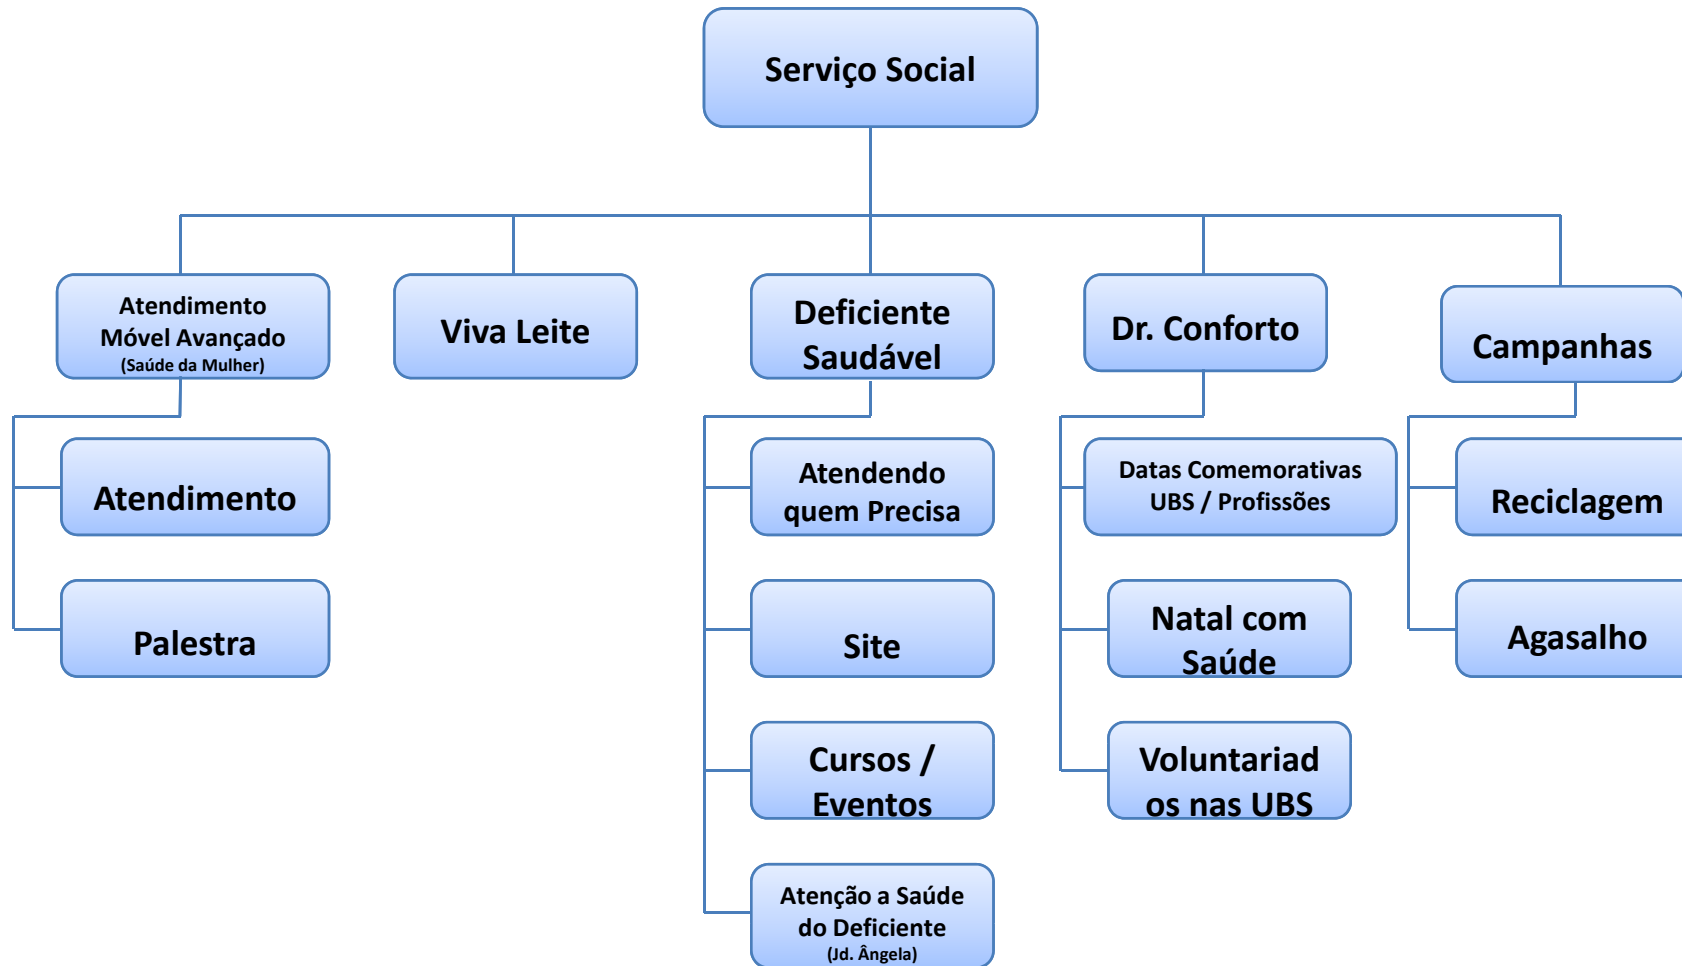 Serviço Social
Atendimento
Móvel Avançado
(Saúde da Mulher)
Viva Leite
Deficiente
Saudável
Dr. Conforto
Campanhas
Atendimento
Palestra
Atendendo
quem Precisa
Site
Cursos /
Eventos
Atenção a Saúde
do Deficiente
(Jd. Ângela)
Datas Comemorativas
UBS / Profissões
Natal com
Saúde
Voluntariad
os nas UBS
Reciclagem
Agasalho